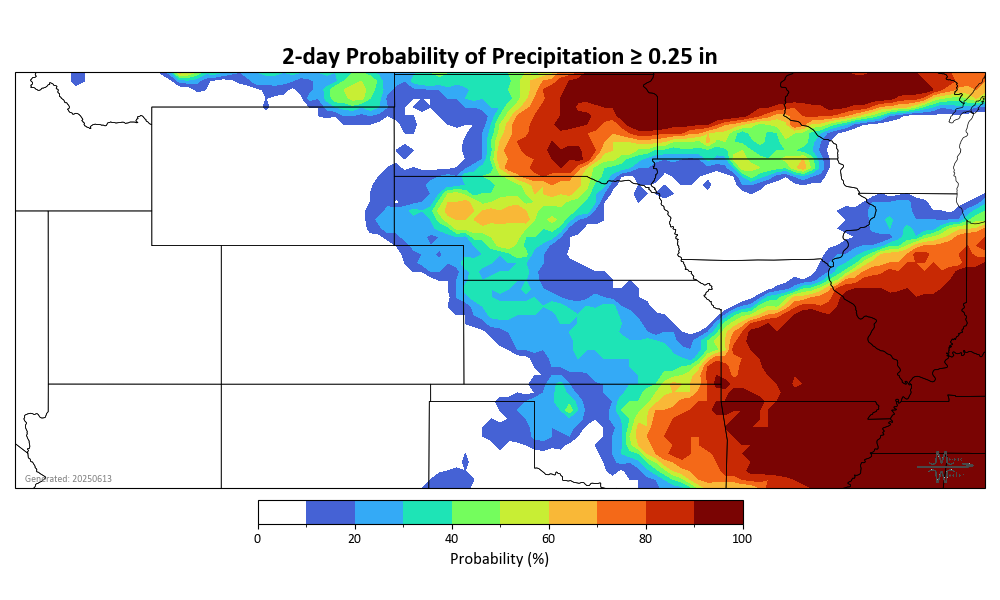 2-day Probability of Precipitation ≥ 0.25 in
Generated: 20250613
0 20 40 60 80 100
Probability (%)